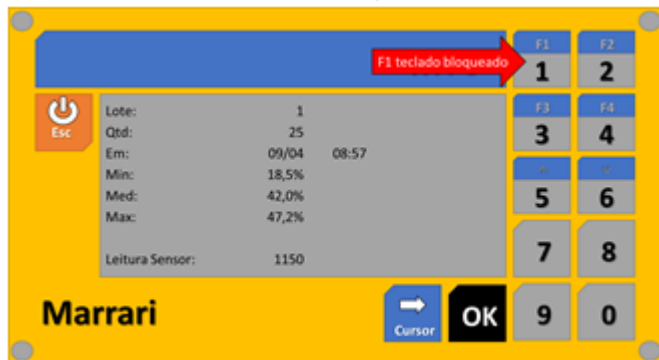 F1 teclado bloqueado
F1
1
F2
2
Esc
Lote: 1
Qtd: 25
Em: 09/04 08:57
Min: 18,5%
Med: 42,0%
Max: 47,2%
Leitura Sensor: 1150
F3
3
F4
4
5
6
7
8
Marrari
Cursor
OK
9
0